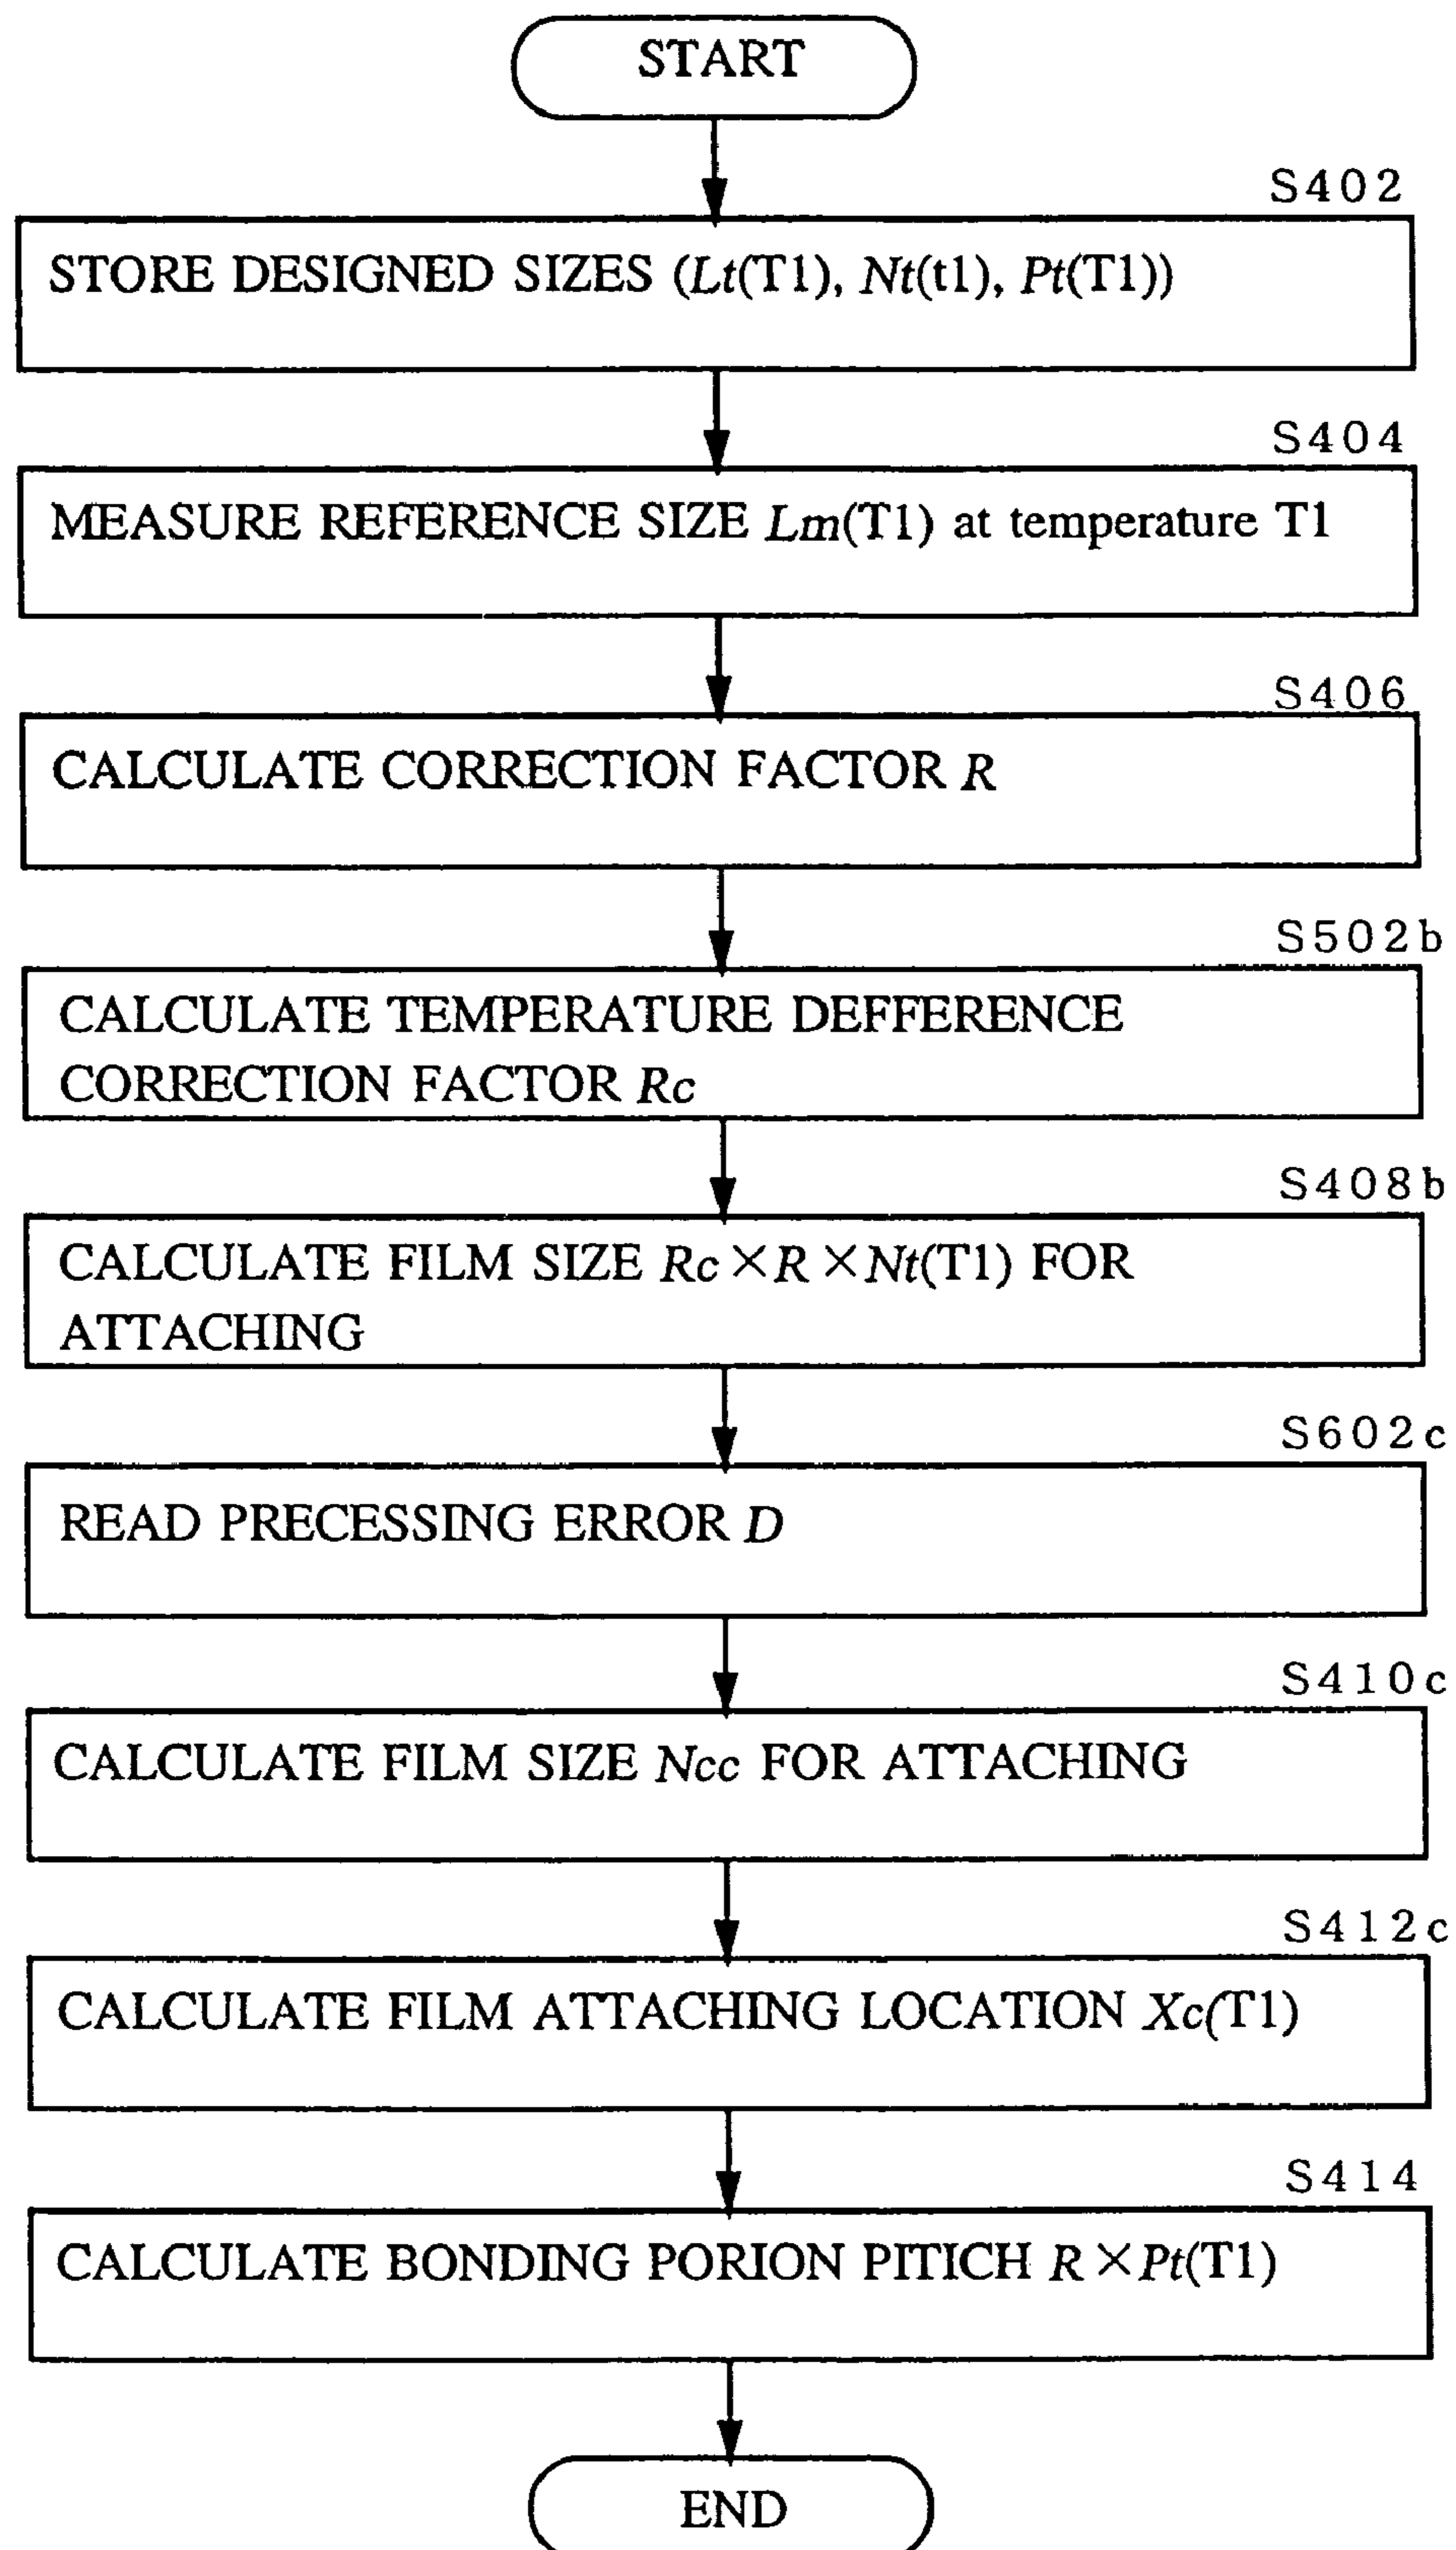 START
S402
STORE DESIGNED SIZES (Lt(T1), Nt(t1), Pt(T1))
S404
MEASURE REFERENCE SIZE Lm(T1) at temperature T1
S406
CALCULATE CORRECTION FACTOR R
S502b
CALCULATE TEMPERATURE DEFFERENCE
CORRECTION FACTOR Rc
S408b
CALCULATE FILM SIZE Rc×R×Nt(T1) FOR
ATTACHING
S602c
READ PRECESSING ERROR D
S410c
CALCULATE FILM SIZE Ncc FOR ATTACHING
S412c
CALCULATE FILM ATTACHING LOCATION Xc(T1)
S414
CALCULATE BONDING PORION PITICH R×Pt(T1)
END